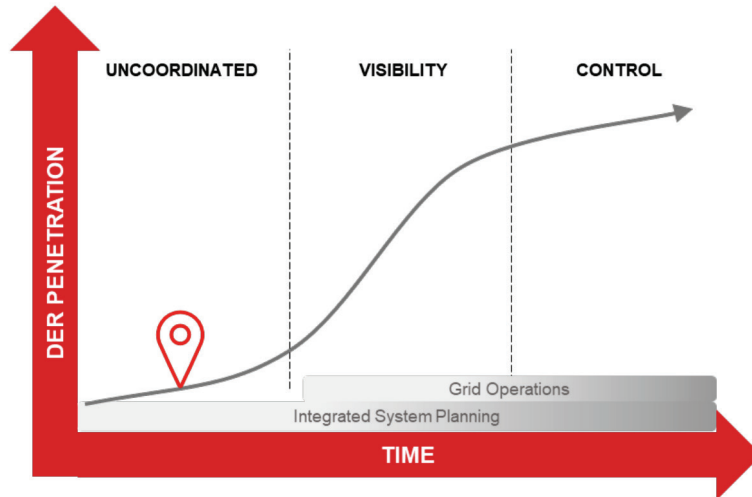 UNCOORDINATED
VISIBILITY
CONTROL
DER PENETRATION
Grid Operations
Integrated System Planning
TIME